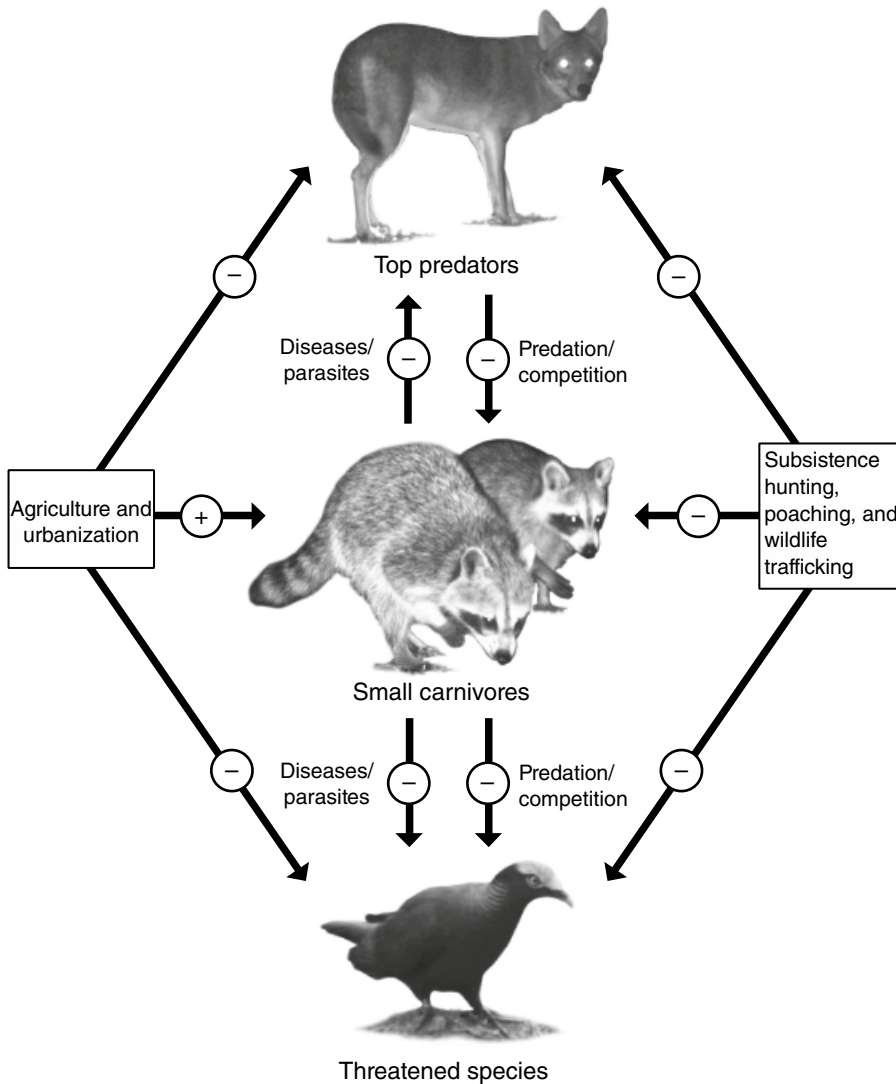 Top predators
−
−
Diseases/
parasites
−
−
Predation/
competition
Agriculture and
urbanization
+
−
Subsistence
hunting,
poaching, and
wildlife
trafficking
Small carnivores
−
Diseases/
parasites
−
−
Predation/
competition
−
Threatened species